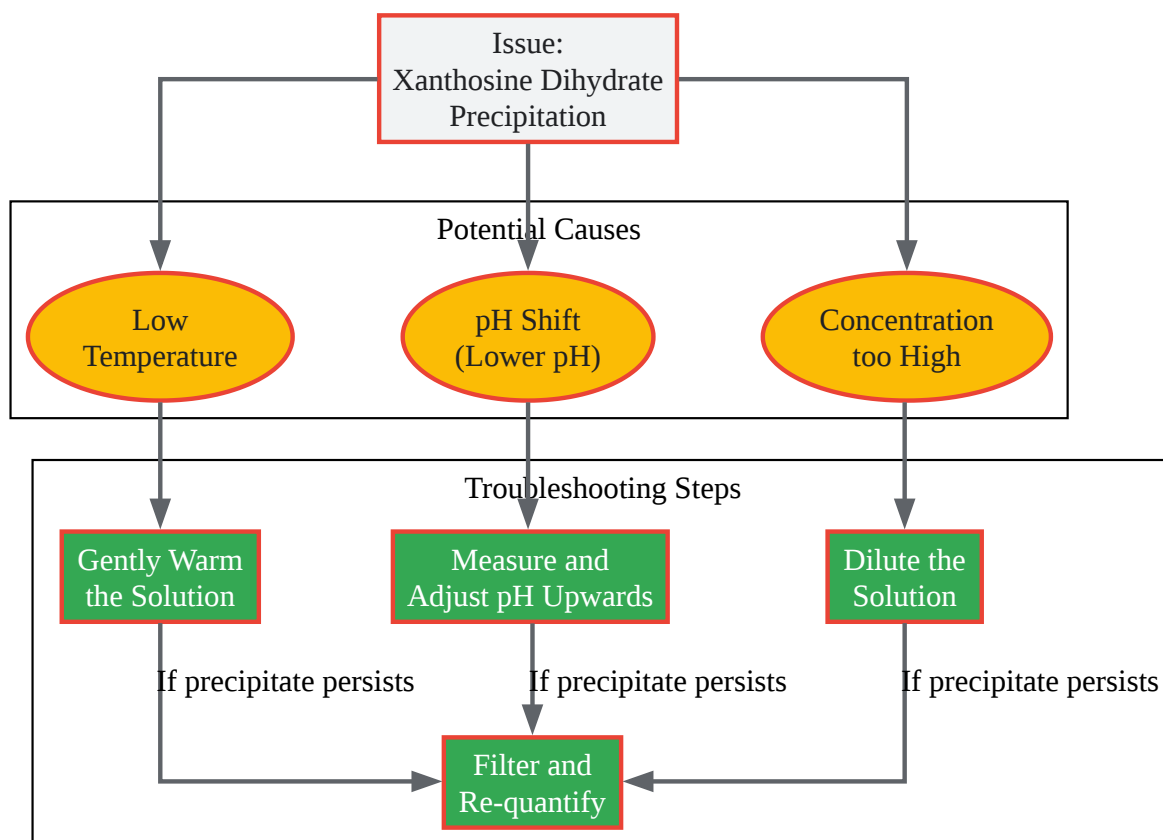 Issue:
Xanthosine Dihydrate
Precipitation
Potential Causes
Low
Temperature
pH Shift
(Lower pH)
Concentration
too High
Troubleshooting Steps
Gently Warm
the Solution
Measure and
Adjust pH Upwards
Dilute the
Solution
If precipitate persists
If precipitate persists
If precipitate persists
Filter and
Re-quantify